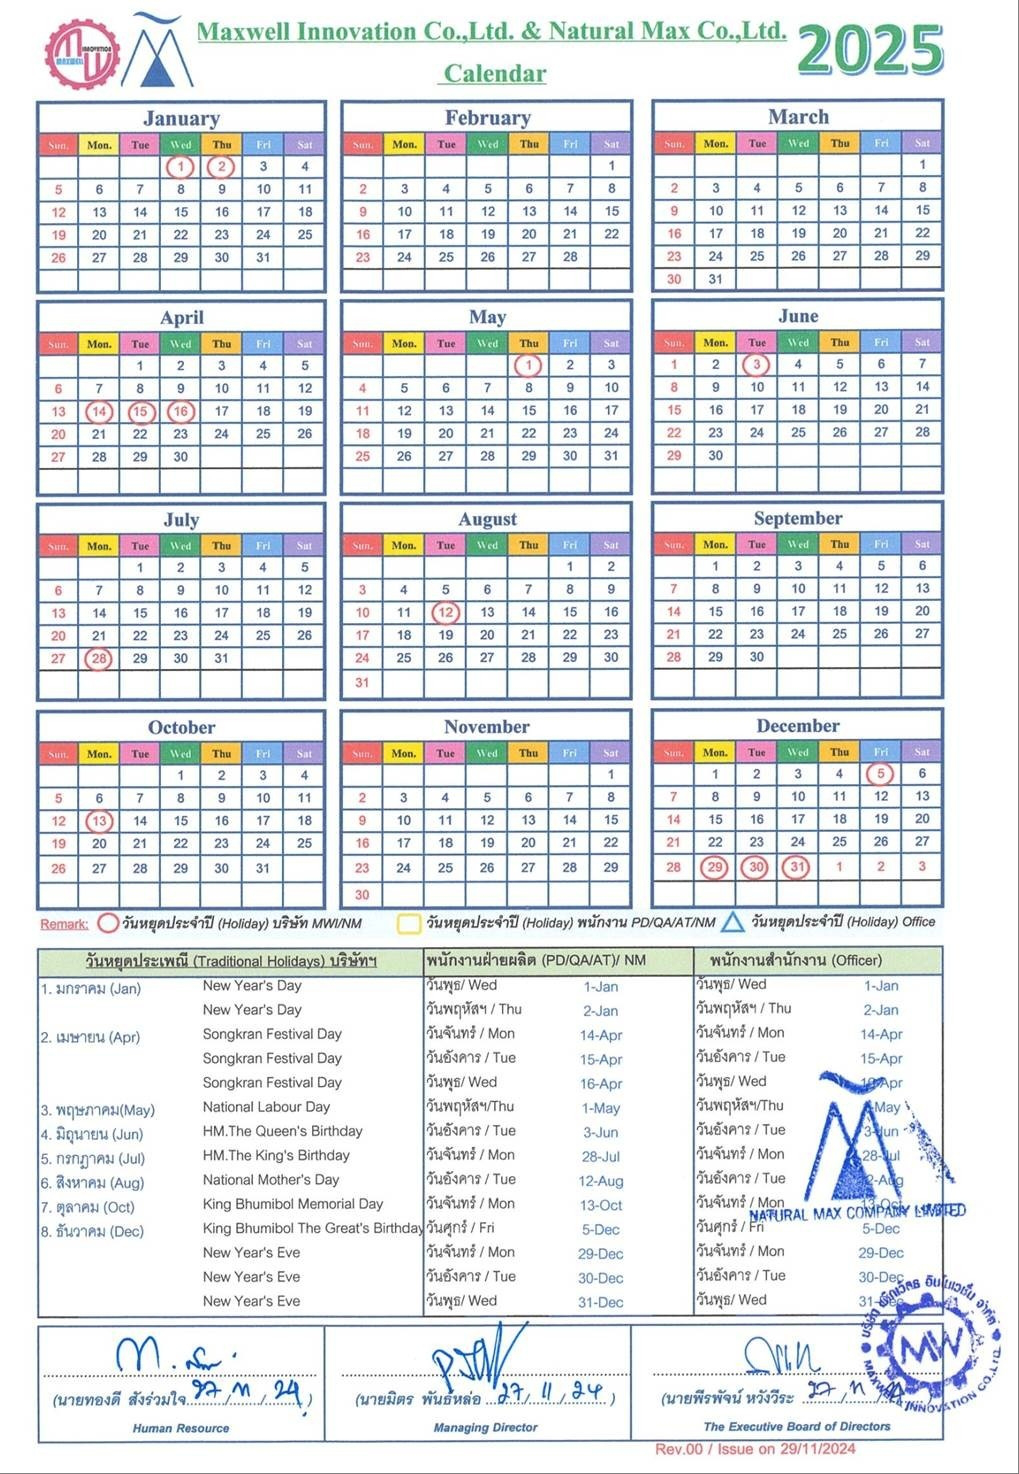 INNOVATION
MAXWELL
Maxwell Innovation Co.,Ltd. & Natural Max Co.,Ltd.
Calendar
2025
January February March
Sun. Mon. Tue Wed Thu Fri Sat Sun. Mon. Tue Wed Thu Fri Sat Sun. Mon. Tue Wed Thu Fri Sat
1 2 3 4 1 1
5 6 7 8 9 10 11 2 3 4 5 6 7 8 2 3 4 5 6 7 8
12 13 14 15 16 17 18 9 10 11 12 13 14 15 9 10 11 12 13 14 15
19 20 21 22 23 24 25 16 17 18 19 20 21 22 16 17 18 19 20 21 22
26 27 28 29 30 31 23 24 25 26 27 28 23 24 25 26 27 28 29
30 31
April May June
Sun. Mon. Tue Wed Thu Fri Sat Sun. Mon. Tue Wed Thu Fri Sat Sun. Mon. Tue Wed Thu Fri Sat
1 2 3 4 5 1 2 3 1 2 3 4 5 6 7
6 7 8 9 10 11 12 4 5 6 7 8 9 10 8 9 10 11 12 13 14
13 14 15 16 17 18 19 11 12 13 14 15 16 17 15 16 17 18 19 20 21
20 21 22 23 24 25 26 18 19 20 21 22 23 24 22 23 24 25 26 27 28
27 28 29 30 25 26 27 28 29 30 31 29 30
July August September
Sun. Mon. Tue Wed Thu Fri Sat Sun. Mon. Tue Wed Thu Fri Sat Sun. Mon. Tue Wed Thu Fri Sat
1 2 3 4 5 1 2 1 2 3 4 5 6
6 7 8 9 10 11 12 3 4 5 6 7 8 9 7 8 9 10 11 12 13
13 14 15 16 17 18 19 10 11 12 13 14 15 16 14 15 16 17 18 19 20
20 21 22 23 24 25 26 17 18 19 20 21 22 23 21 22 23 24 25 26 27
27 28 29 30 31 24 25 26 27 28 29 30 28 29 30
31
October November December
Sun. Mon. Tue Wed Thu Fri Sat Sun. Mon. Tue Wed Thu Fri Sat Sun. Mon. Tue Wed Thu Fri Sat
1 2 3 4 1 1 2 3 4 5 6
5 6 7 8 9 10 11 2 3 4 5 6 7 8 7 8 9 10 11 12 13
12 13 14 15 16 17 18 9 10 11 12 13 14 15 14 15 16 17 18 19 20
19 20 21 22 23 24 25 16 17 18 19 20 21 22 21 22 23 24 25 26 27
26 27 28 29 30 31 23 24 25 26 27 28 29 28 29 30 31 1 2 3
30
Remark: วันหยุดประจำปี (Holiday) บริษัท MWI/NM วันหยุดประจำปี (Holiday) พนักงาน PD/QA/AT/NM วันหยุดประจำปี (Holiday) Office
วันหยุดประเพณี (Traditional Holidays) บริษัทฯ พนักงานฝ่ายผลิต (PD/QA/AT)/ NM พนักงานสำนักงาน (Officer)
1. มกราคม (Jan) New Year's Day วันพุธ/ Wed 1-Jan วันพุธ/ Wed 1-Jan
New Year's Day วันพฤหัสฯ / Thu 2-Jan วันพฤหัสฯ / Thu 2-Jan
2. เมษายน (Apr) Songkran Festival Day วันจันทร์ / Mon 14-Apr วันจันทร์ / Mon 14-Apr
Songkran Festival Day วันอังคาร / Tue 15-Apr วันอังคาร / Tue 15-Apr
Songkran Festival Day วันพุธ/ Wed 16-Apr วันพุธ/ Wed 16-Apr
3. พฤษภาคม(May) National Labour Day วันพฤหัสฯ/Thu 1-May วันพฤหัสฯ/Thu 1-May
4. มิถุนายน (Jun) HM.The Queen's Birthday วันอังคาร / Tue 3-Jun วันอังคาร / Tue 3-Jun
5. กรกฎาคม (Jul) HM.The King's Birthday วันจันทร์ / Mon 28-Jul วันจันทร์ / Mon 28-Jul
6. สิงหาคม (Aug) National Mother's Day วันอังคาร / Tue 12-Aug วันอังคาร / Tue 12-Aug
7. ตุลาคม (Oct) King Bhumibol Memorial Day วันจันทร์ / Mon 13-Oct วันจันทร์ / Mon 13-Oct
NATURAL MAX COMPANY LIMITED
8. ธันวาคม (Dec) King Bhumibol The Great's Birthday วันศุกร์ / Fri 5-Dec วันศุกร์ / Fri 5-Dec
New Year's Eve วันจันทร์ / Mon 29-Dec วันจันทร์ / Mon 29-Dec
New Year's Eve วันอังคาร / Tue 30-Dec วันอังคาร / Tue 30-Dec
New Year's Eve วันพุธ/ Wed 31-Dec วันพุธ/ Wed 31-Dec
MW
MAXWELL INNOVATION CO.,LTD.
(นายทองดี สังร่วมใจ 27 / 11 / 24 ) (นายมิตร พันธ์หล่อ 27 / 11 / 24 ) (นายพีรพัจน์ หวังวีระ 27 / 11
Human Resource Managing Director The Executive Board of Directors
Rev.00 / Issue on 29/11/2024